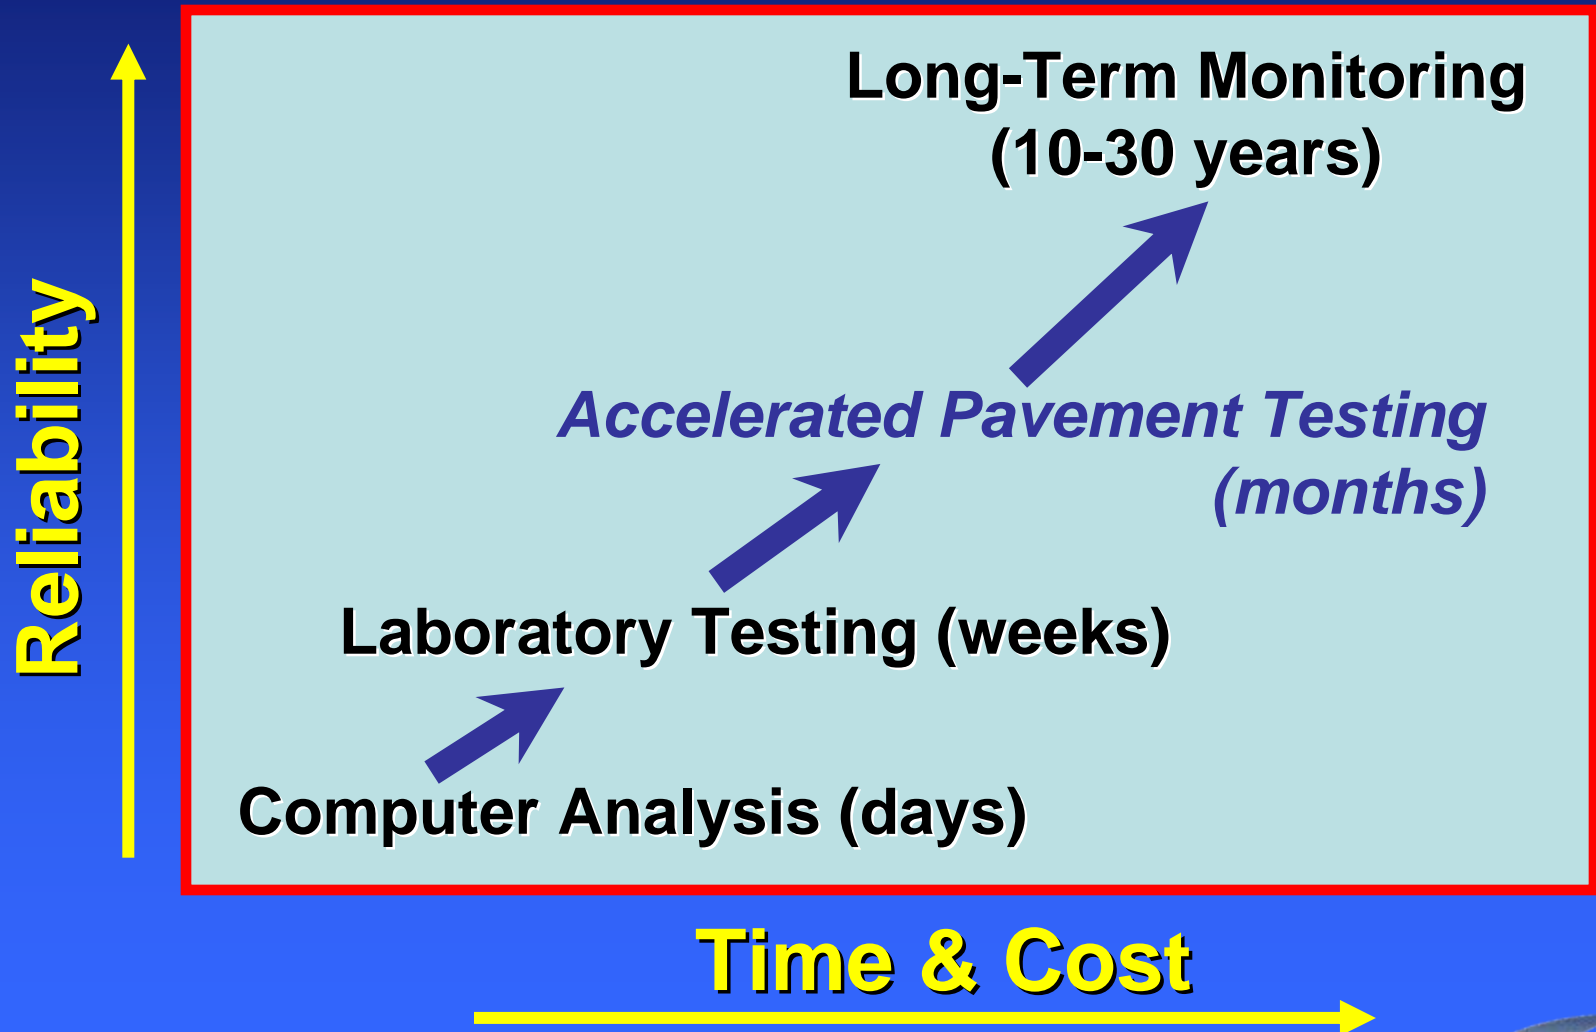 Long-Term Monitoring
(10-30 years)
Reliability
Accelerated Pavement Testing
(months)
Laboratory Testing (weeks)
Computer Analysis (days)
Time & Cost